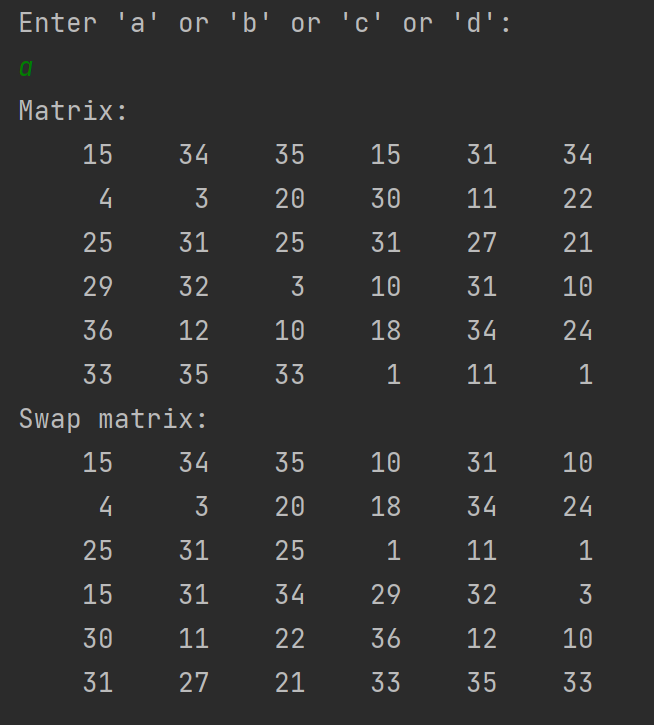 Enter 'a' or 'b' or 'c' or 'd':
a
Matrix:
15 34 35 15 31 34
4 3 20 30 11 22
25 31 25 31 27 21
29 32 3 10 31 10
36 12 10 18 34 24
33 35 33 1 11 1
Swap matrix:
15 34 35 10 31 10
4 3 20 18 34 24
25 31 25 1 11 1
15 31 34 29 32 3
30 11 22 36 12 10
31 27 21 33 35 33